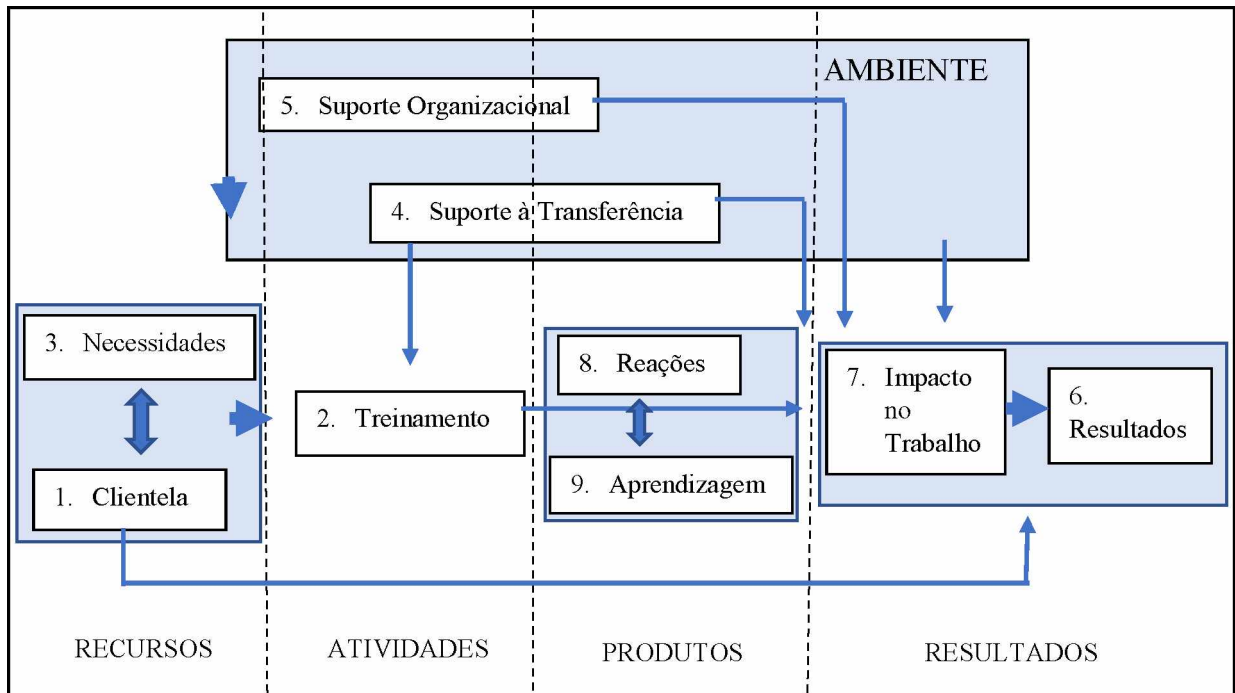 AMBIENTE
5. Suporte Organizacional
4. Suporte à Transferência
3. Necessidades
1. Clientela
2. Treinamento
8. Reações
9. Aprendizagem
7. Impacto
no
Trabalho
6.
Resultados
RECURSOS
ATIVIDADES
PRODUTOS
RESULTADOS